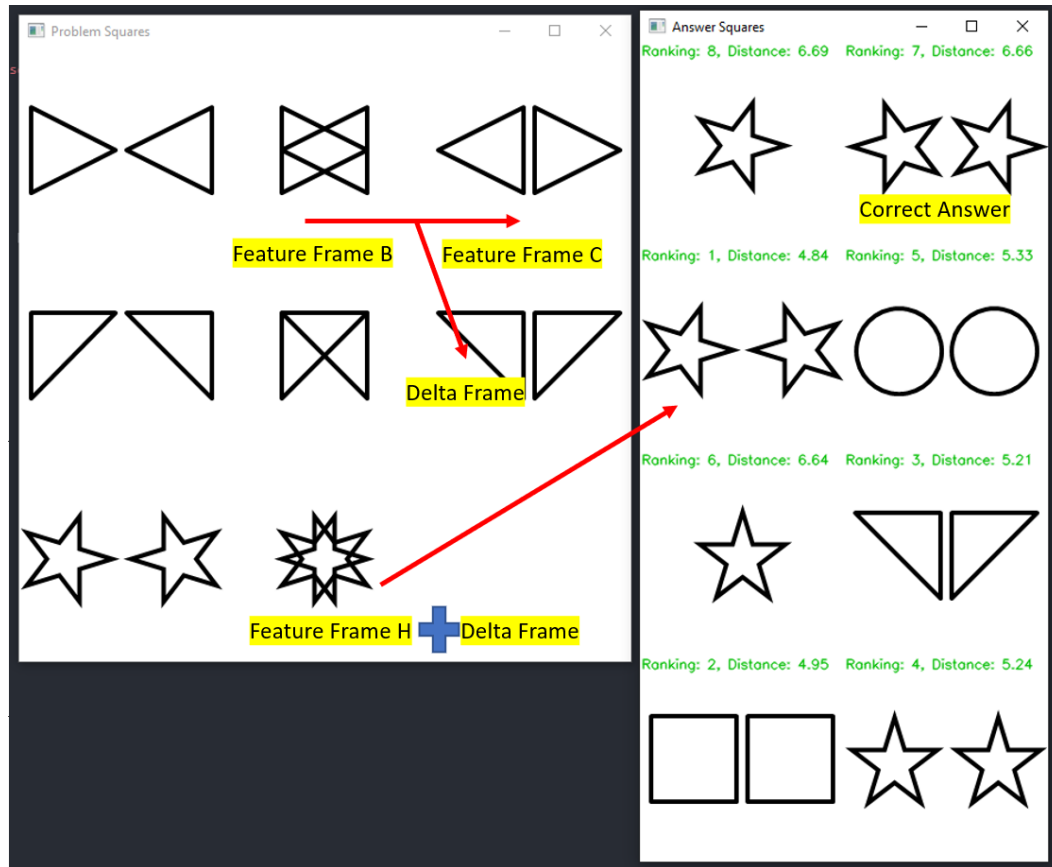 Problem Squares
Answer Squares
Ranking: 8, Distance: 6.69
Ranking: 7, Distance: 6.66
Correct Answer
Feature Frame B
Feature Frame C
Ranking: 1, Distance: 4.84
Ranking: 5, Distance: 5.33
Delta Frame
Ranking: 6, Distance: 6.64
Ranking: 3, Distance: 5.21
Feature Frame H
Delta Frame
Ranking: 2, Distance: 4.95
Ranking: 4, Distance: 5.24